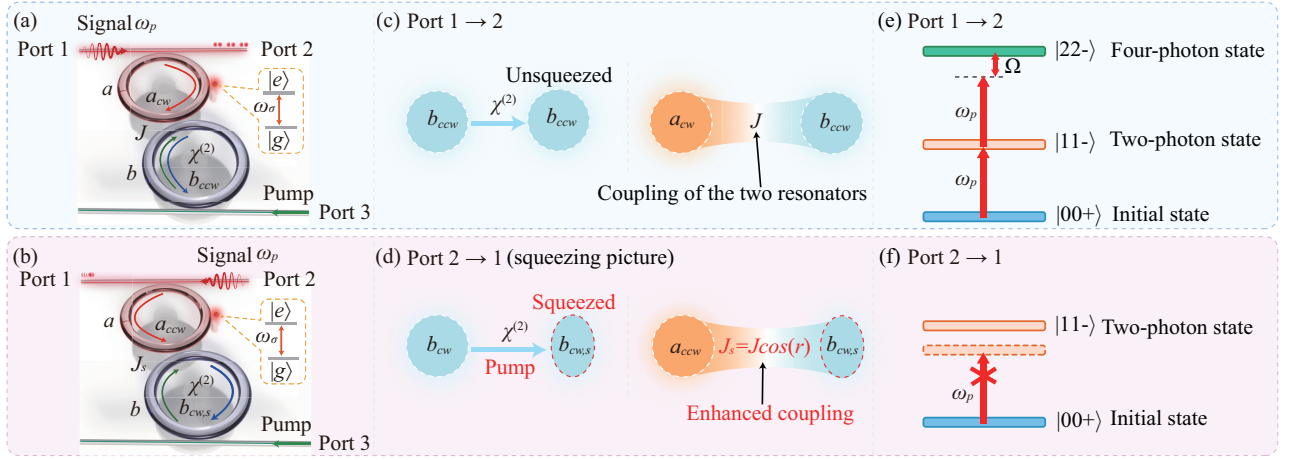 (a)
Signal ωp
Port 1
Port 2
a
acw
|e⟩
ωσ
|g⟩
J
χ(2)
b
bccw
Pump
Port 3
(c) Port 1 → 2
Unsqueezed
bccw
χ(2)
bccw
acw
J
bccw
Coupling of the two resonators
(e) Port 1 → 2
|22-⟩ Four-photon state
Ω
ωp
|11-⟩ Two-photon state
ωp
|00+⟩ Initial state
(b)
Signal ωp
Port 1
Port 2
a
accw
|e⟩
ωσ
|g⟩
Js
χ(2)
b
bcw,s
Pump
Port 3
(d) Port 2 → 1 (squeezing picture)
Squeezed
bcw
χ(2)
Pump
bcw,s
accw
Js=Jcos(r)
bcw,s
Enhanced coupling
(f) Port 2 → 1
|11-⟩ Two-photon state
ωp
|00+⟩ Initial state